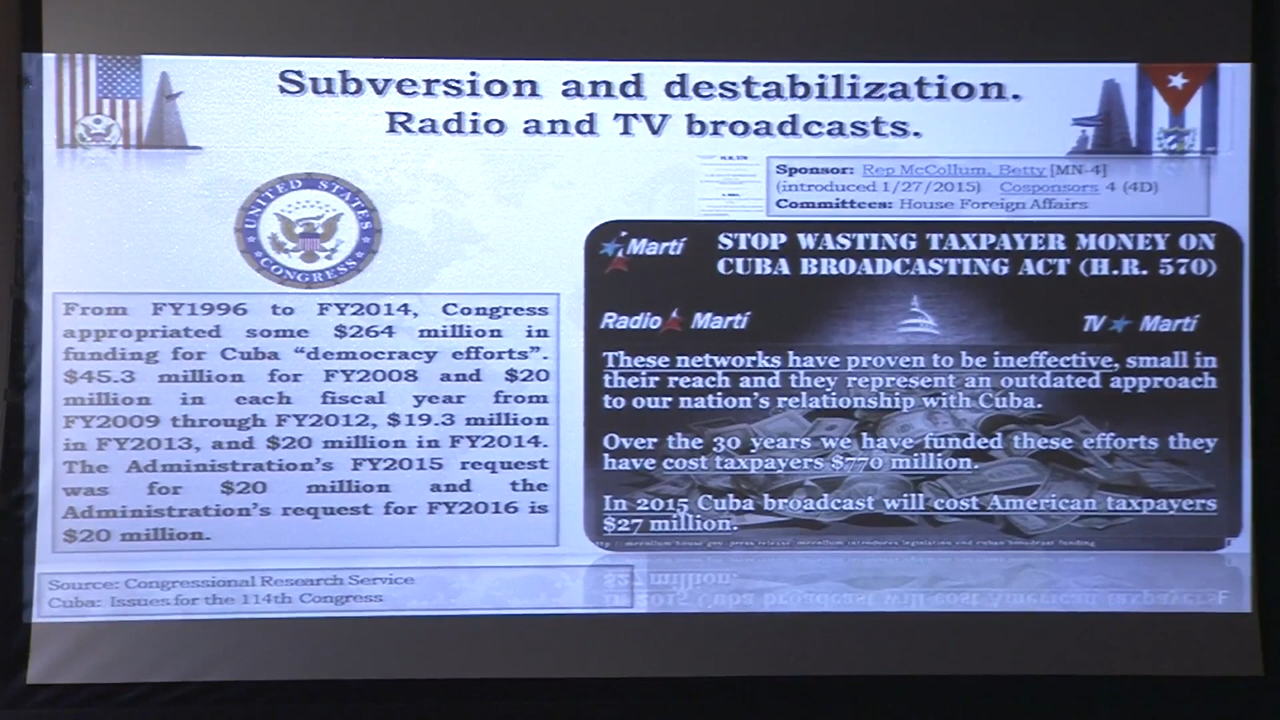 Subversion and destabilization.
Radio and TV broadcasts.
UNITED STATES
CONGRESS
From FY1996 to FY2014, Congress
appropriated some $264 million in
funding for Cuba “democracy efforts”.
$45.3 million for FY2008 and $20
million in each fiscal year from
FY2009 through FY2012, $19.3 million
in FY2013, and $20 million in FY2014.
The Administration's FY2015 request
was for $20 million and the
Administration's request for FY2016 is
$20 million.
Source: Congressional Research Service
Cuba: Issues for the 114th Congress
Sponsor: Rep McCollum, Betty [MN-4]
(introduced 1/27/2015) Cosponsors 4 (4D)
Committees: House Foreign Affairs
Martí
STOP WASTING TAXPAYER MONEY ON
CUBA BROADCASTING ACT (H.R. 570)
Radio Martí
TV Martí
These networks have proven to be ineffective, small in
their reach and they represent an outdated approach
to our nation's relationship with Cuba.
Over the 30 years we have funded these efforts they
have cost taxpayers $770 million.
In 2015 Cuba broadcast will cost American taxpayers
$27 million.